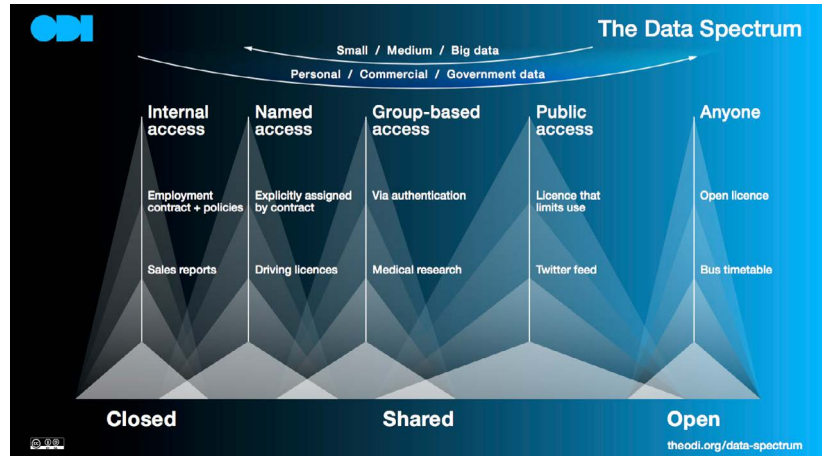 ODI
The Data Spectrum
Small / Medium / Big data
Personal / Commercial / Government data
Internal
access
Named
access
Group-based
access
Public
access
Anyone
Employment
contract + policies
Explicitly assigned
by contract
Via authentication
Licence that
limits use
Open licence
Sales reports
Driving licences
Medical research
Twitter feed
Bus timetable
Closed
Shared
Open
theodi.org/data-spectrum